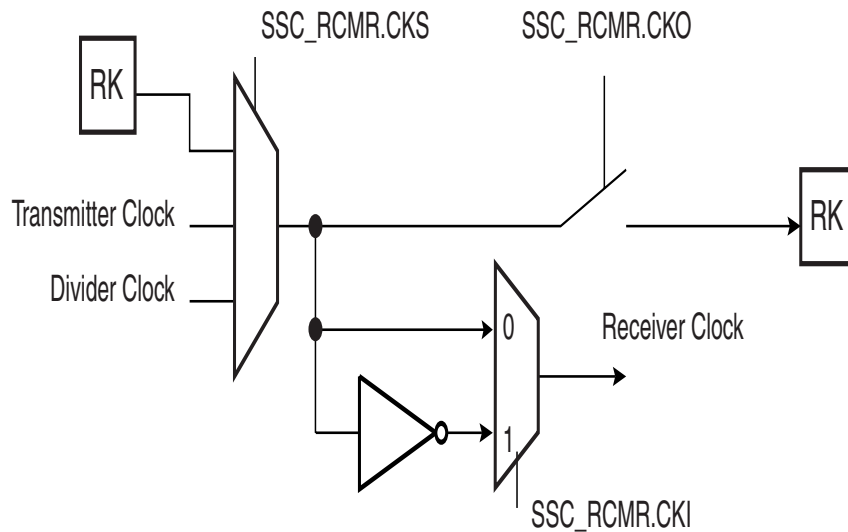 SSC_RCMR.CKS
SSC_RCMR.CKO
RK
Transmitter Clock
RK
Divider Clock
0
Receiver Clock
1
SSC_RCMR.CKI